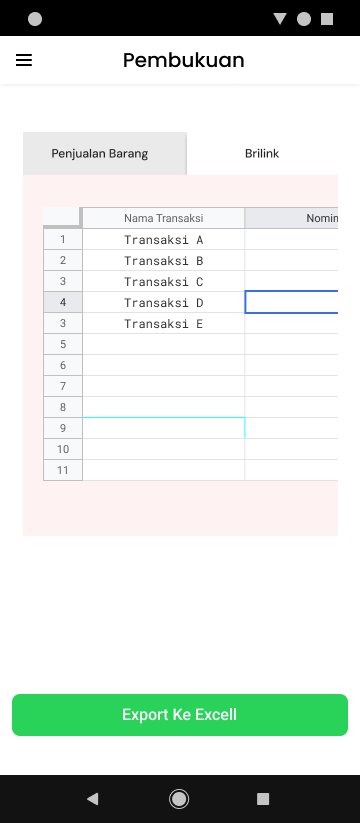 Pembukuan
Penjualan Barang Brilink
Nama Transaksi Nomin
1 Transaksi A
2 Transaksi B
3 Transaksi C
4 Transaksi D
3 Transaksi E
5
6
7
8
9
10
11
Export Ke Excell